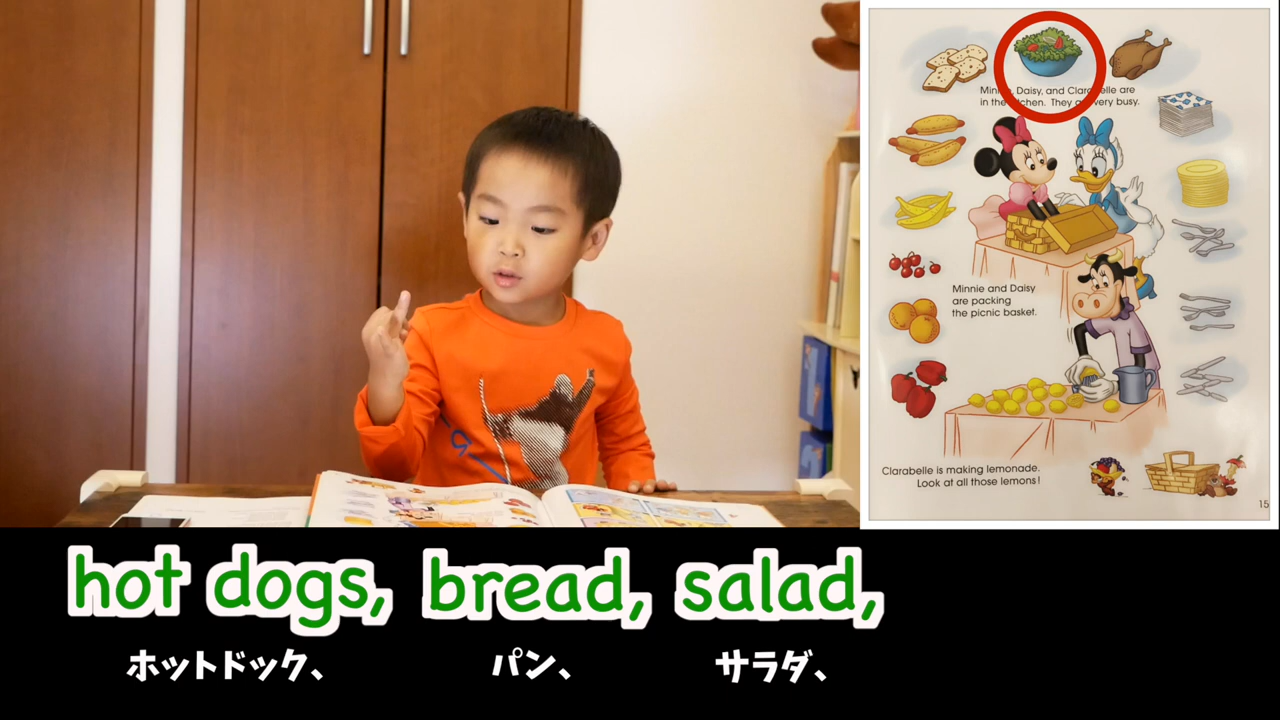 Minnie, Daisy, and Clarabelle are
in the kitchen. They are very busy.
Minnie and Daisy
are packing
the picnic basket.
Clarabelle is making lemonade.
Look at all those lemons!
15
hot dogs, bread, salad,
ホットドック、 パン、 サラダ、